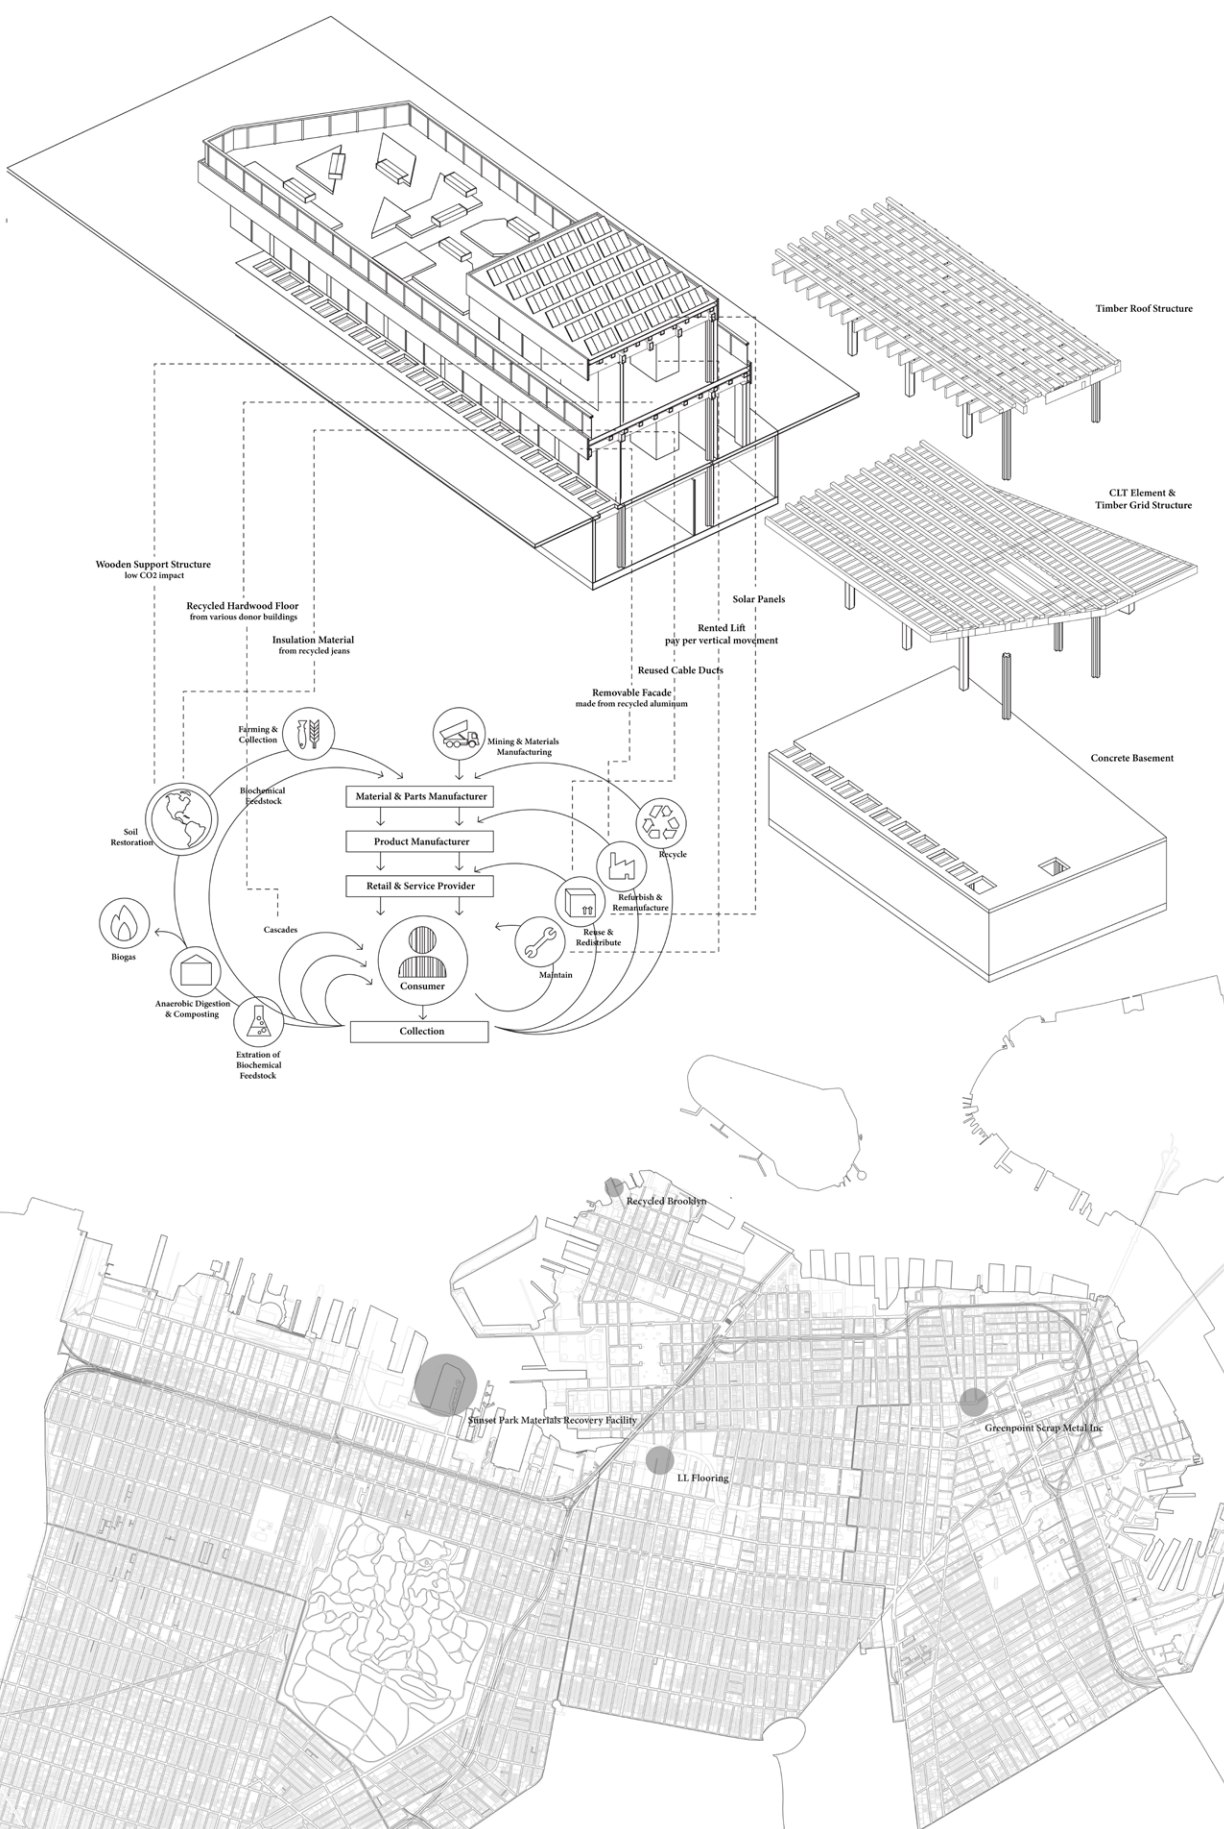 Timber Roof Structure
CLT Element &
Timber Grid Structure
Wooden Support Structure
low CO2 impact
Recycled Hardwood Floor
from various donor buildings
Insulation Material
from recycled jeans
Solar Panels
Rented Lift
pay per vertical movement
Reused Cable Ducts
Removable Facade
made from recycled aluminum
Concrete Basement
Farming &
Collection
Mining & Materials
Manufacturing
Biochemical
Feedstock
Material & Parts Manufacturer
Soil
Restoration
Product Manufacturer
Recycle
Retail & Service Provider
Refurbish &
Remanufacture
Cascades
Reuse &
Redistribute
Biogas
Maintain
Consumer
Anaerobic Digestion
& Composting
Collection
Extration of
Biochemical
Feedstock
Recycled Brooklyn
Sunset Park Materials Recovery Facility
Greenpoint Scrap Metal Inc
LL Flooring